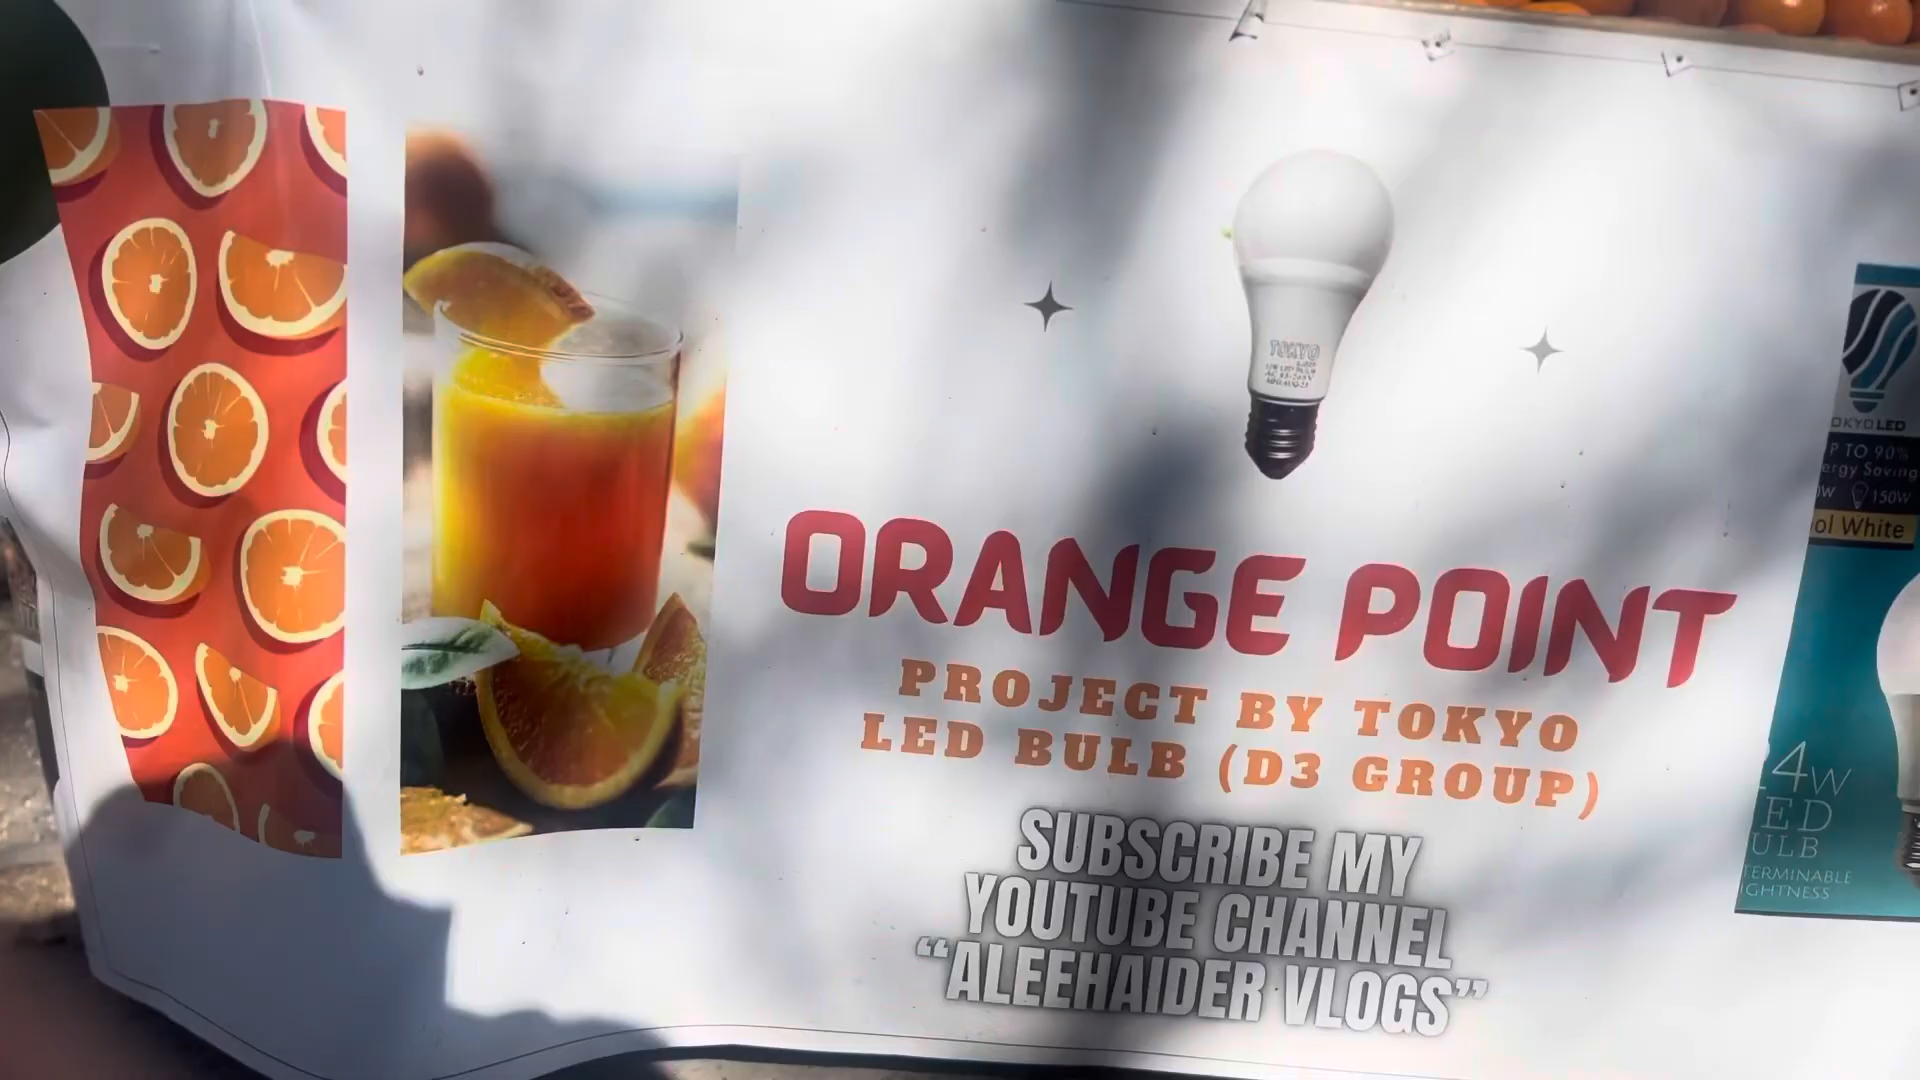 TOKYO
ORANGE POINT
PROJECT BY TOKYO
LED BULB (D3 GROUP)
SUBSCRIBE MY
YOUTUBE CHANNEL
“ALEEHAIDER VLOGS”
OKYO LED
P TO 90%
ergy Saving
W 150W
ol White
4W
ED
ULB
TERMINABLE
GHTNESS